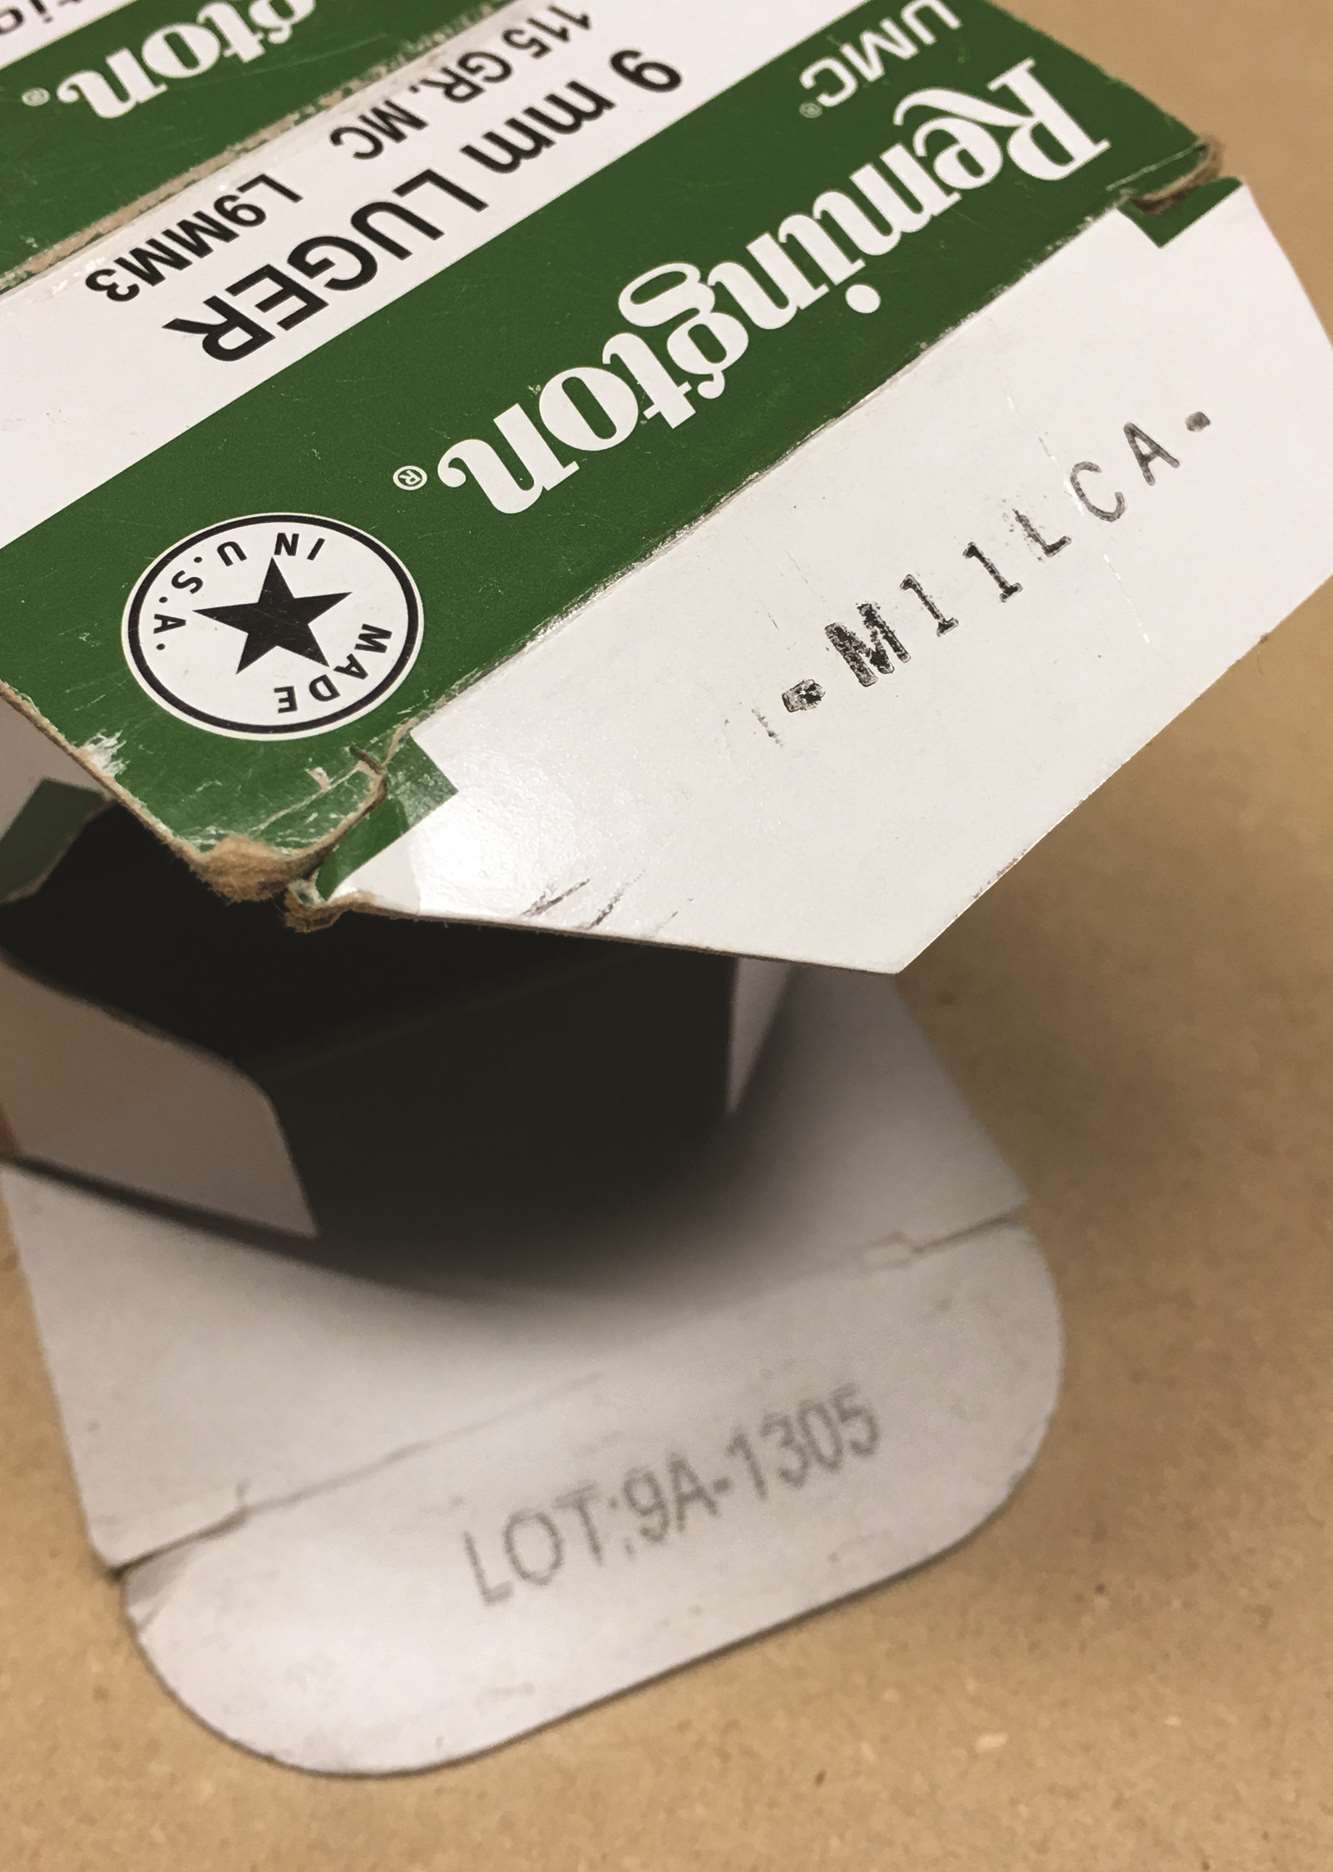 Remington®
UMC®
9 mm LUGER
115 GR. MC L9MM3
MADE IN U.S.A.
Remington®
-M11LCA-
LOT:9A-1305